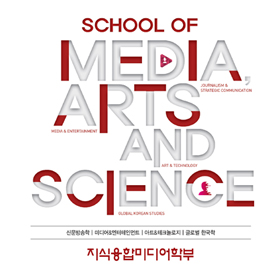 SCHOOL OF
MEDIA,
JOURNALISM &
STRATEGIC COMMUNICATION
ARTS
MEDIA & ENTERTAINMENT
AND
ART & TECHNOLOGY
SCIENCE
GLOBAL KOREAN STUDIES
신문방송학 | 미디어&엔터테인먼트 | 아트&테크놀로지 | 글로벌 한국학
지식융합미디어학부